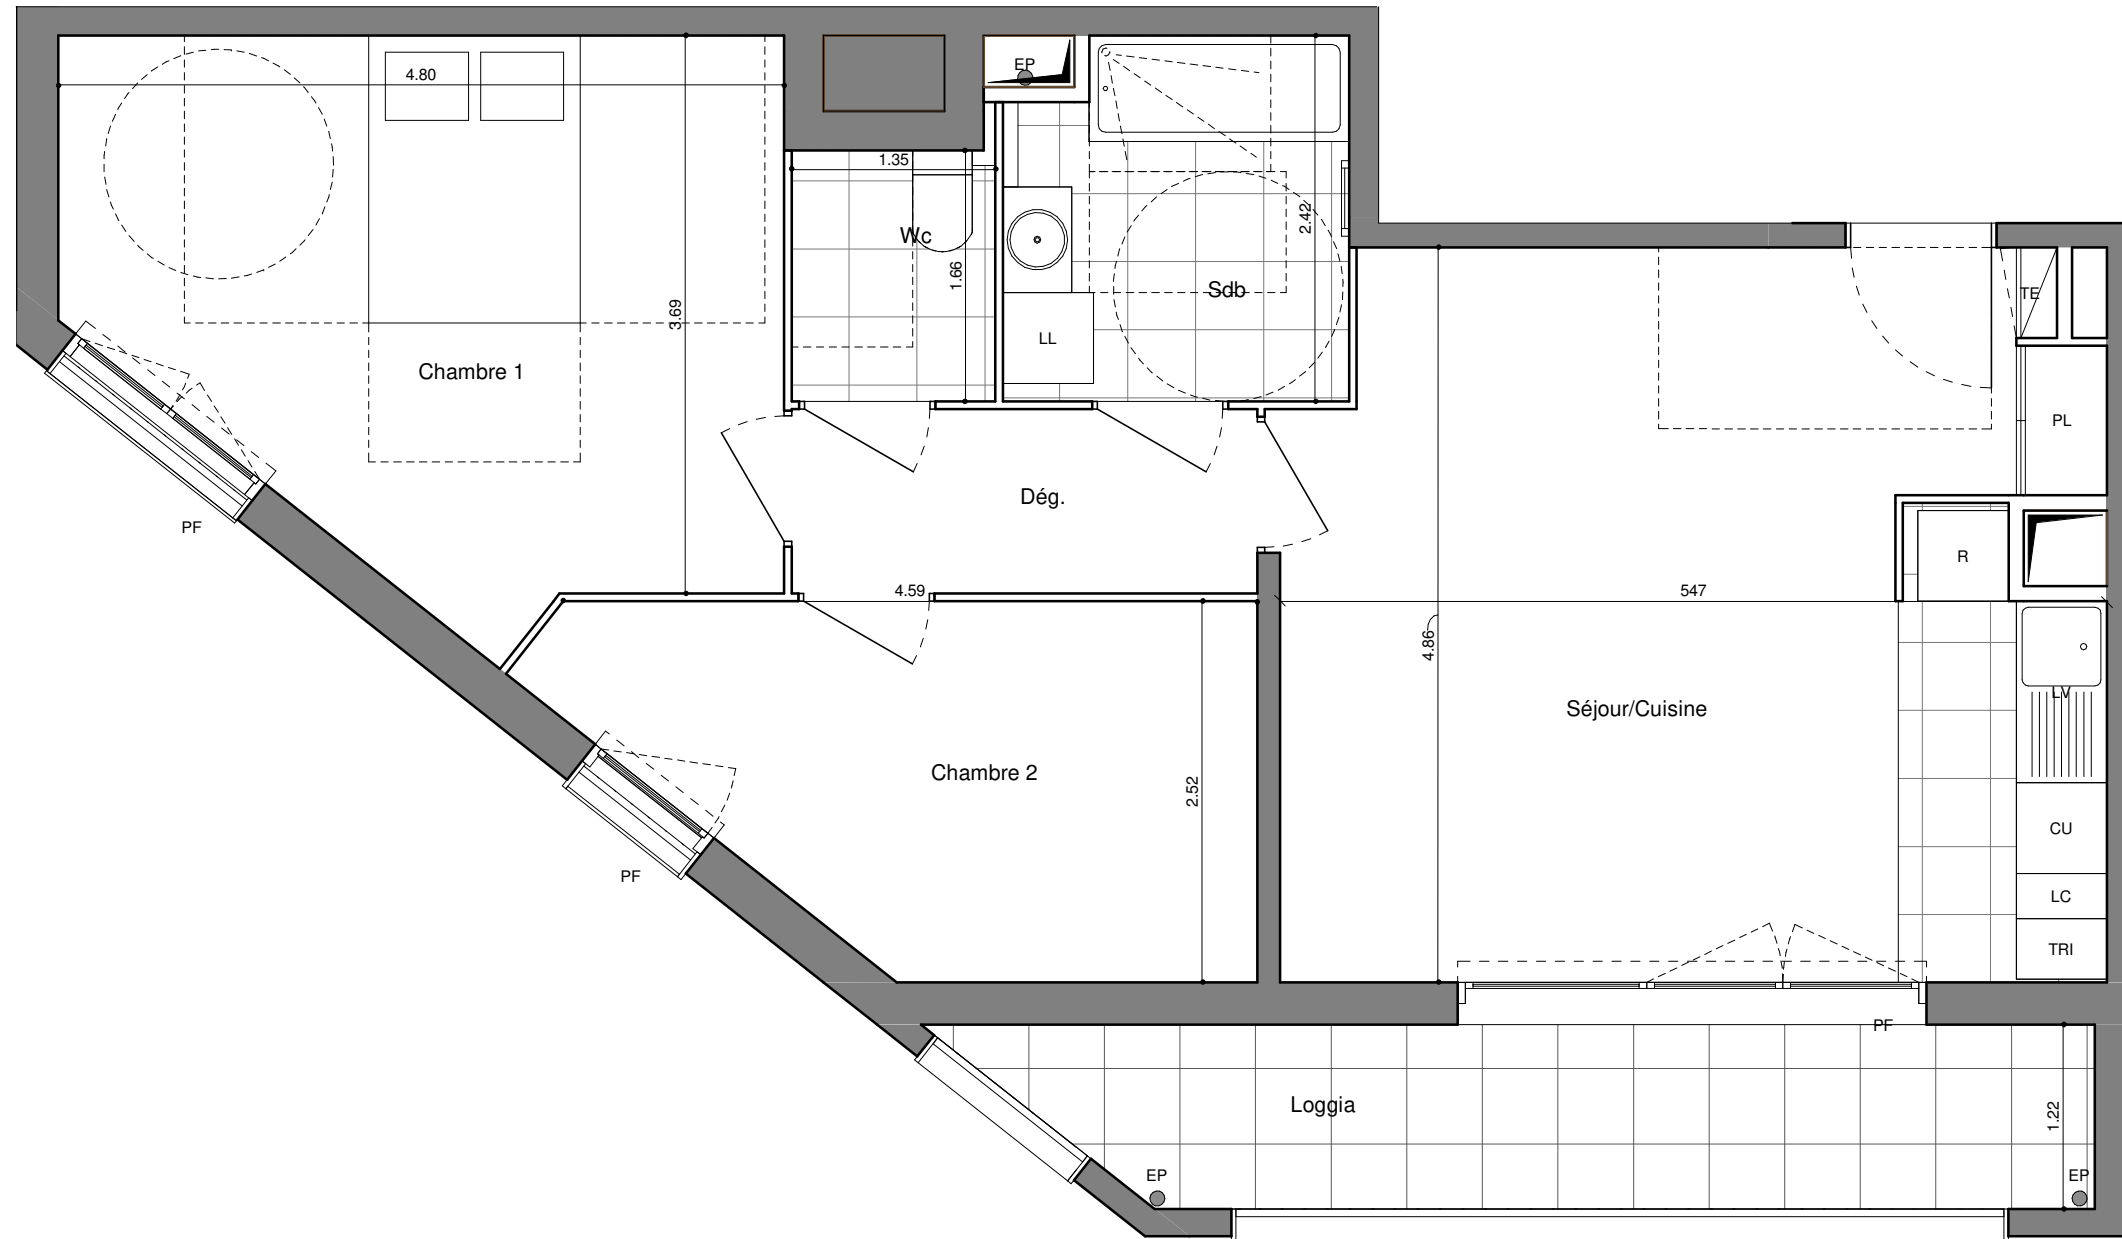 4.80
EP
1.35
Wc
1.66
2.42
Sdb
LL
TE
3.69
Chambre 1
PL
PF
Dég.
R
4.59
547
4.86
LV
Séjour/Cuisine
Chambre 2
2.52
CU
PF
LC
TRI
PF
Loggia
1.22
EP
EP